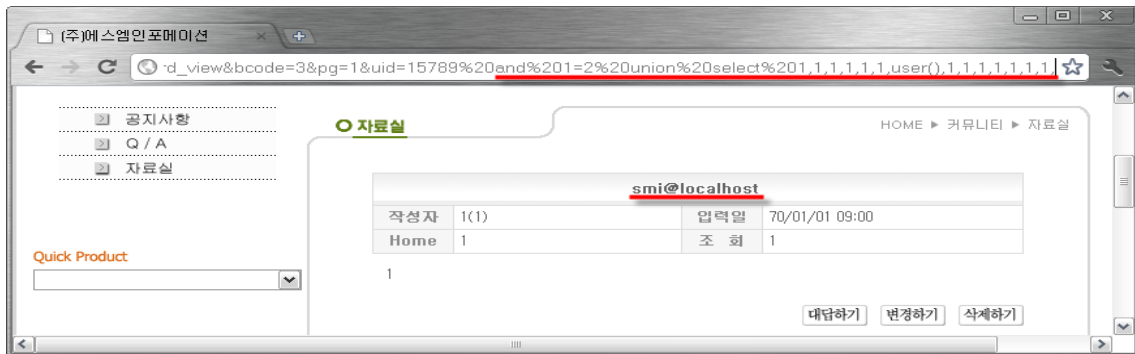 (주)에스엠인포메이션
rd_view&bcode=3&pg=1&uid=15789%20and%201=2%20union%20select%201,1,1,1,1,1,user(),1,1,1,1,1,1,1,
공지사항
Q / A
자료실
Quick Product
자료실
HOME ▶ 커뮤니티 ▶ 자료실
smi@localhost
작성자 1(1) 입력일 70/01/01 09:00
Home 1 조 회 1
1
대답하기 변경하기 삭제하기